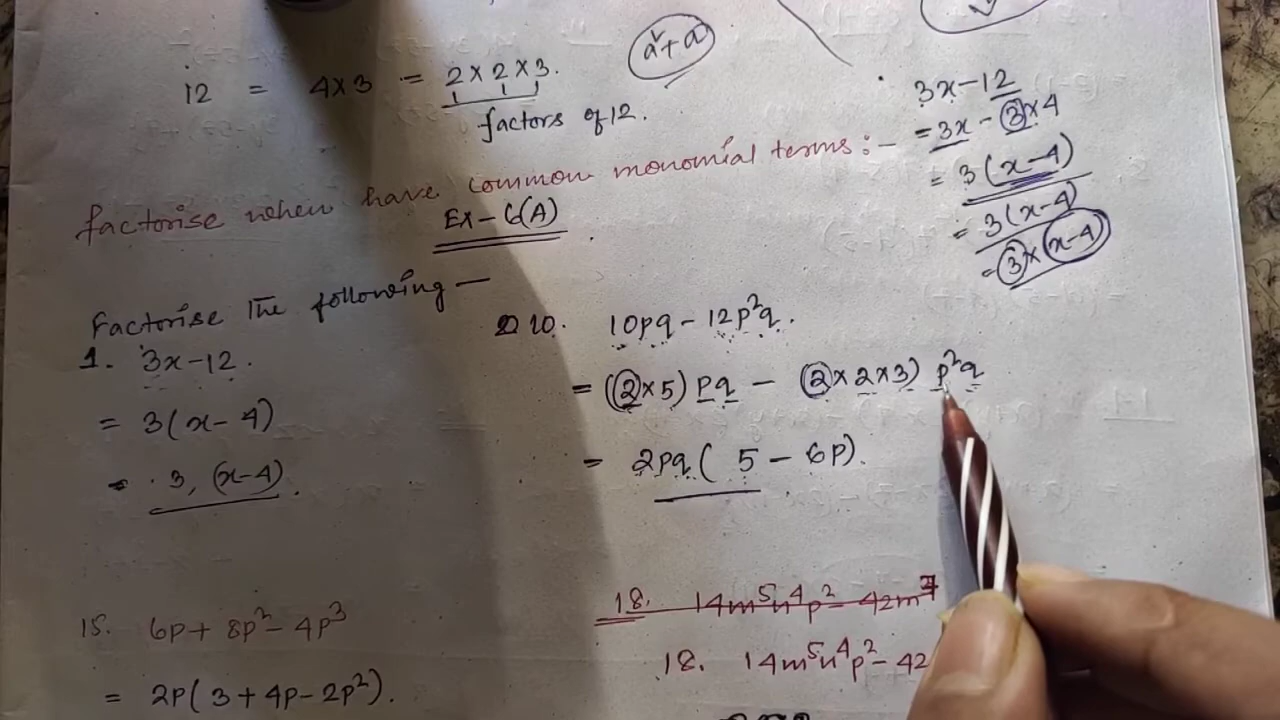 a²+a
12 = 4×3 = 2×2×3.
factors of 12.
3x-12
= 3x - 3×4
= 3(x-4)
= 3(x-4)
= 3×(x-4)
factorise when have common monomial terms:-
Ex-6(A)
Factorise The following —
1. 3x-12.
= 3(x-4)
= 3, (x-4).
10. 10pq - 12p²q.
= (2×5) pq - (2×2×3) p²q
= 2pq( 5 - 6p).
15. 6p + 8p² - 4p³
= 2p( 3 + 4p - 2p²).
18. 14m⁵n⁴p² - 42m⁷
18. 14m⁵n⁴p² - 42